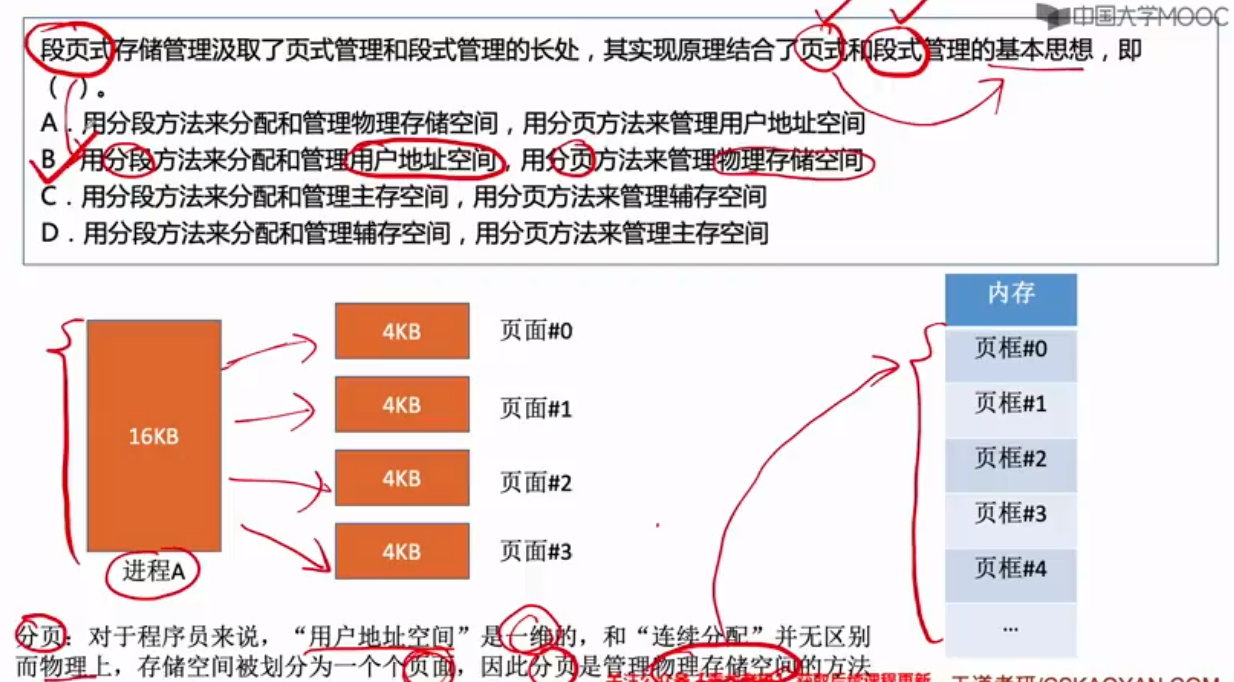 中国大学MOOC
段页式存储管理汲取了页式管理和段式管理的长处，其实现原理结合了页式和段式管理的基本思想，即
（ ）。
A．用分段方法来分配和管理物理存储空间，用分页方法来管理用户地址空间
B．用分段方法来分配和管理用户地址空间，用分页方法来管理物理存储空间
C．用分段方法来分配和管理主存空间，用分页方法来管理辅存空间
D．用分段方法来分配和管理辅存空间，用分页方法来管理主存空间
内存
4KB 页面#0
页框#0
4KB 页面#1
页框#1
16KB
4KB 页面#2
页框#2
页框#3
4KB 页面#3
进程A
页框#4
...
分页：对于程序员来说，“用户地址空间”是一维的，和“连续分配”并无区别
而物理上，存储空间被划分为一个个页面，因此分页是管理物理存储空间的方法
王道考研/CSKAOYAN.COM